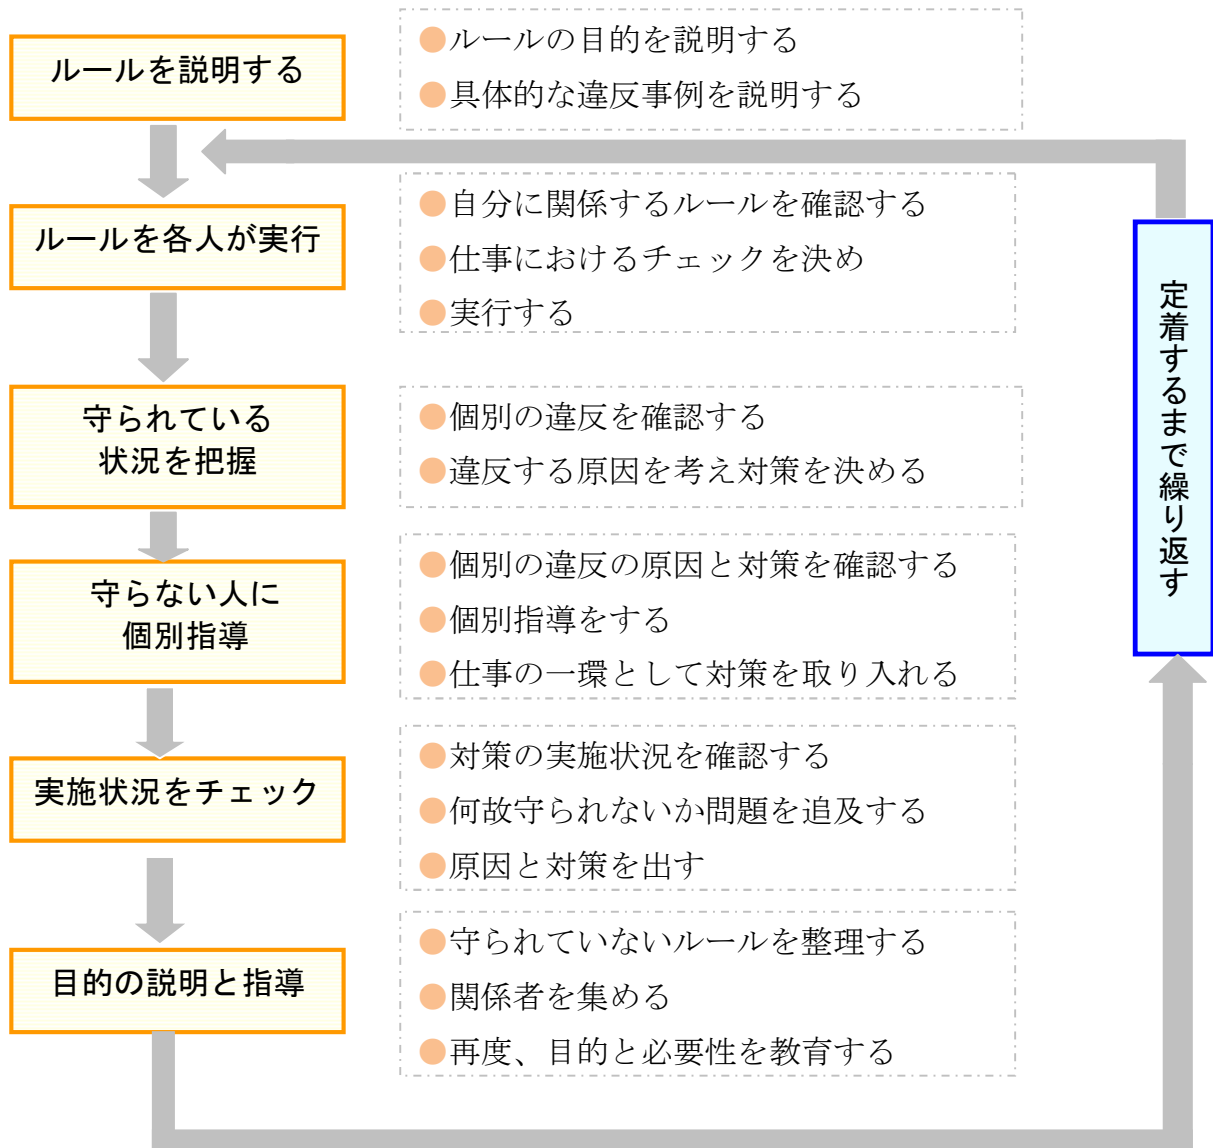 ルールを説明する
●ルールの目的を説明する
●具体的な違反事例を説明する
ルールを各人が実行
●自分に関係するルールを確認する
●仕事におけるチェックを決め
●実行する
守られている
状況を把握
●個別の違反を確認する
●違反する原因を考え対策を決める
守らない人に
個別指導
●個別の違反の原因と対策を確認する
●個別指導をする
●仕事の一環として対策を取り入れる
実施状況をチェック
●対策の実施状況を確認する
●何故守られないか問題を追及する
●原因と対策を出す
目的の説明と指導
●守られていないルールを整理する
●関係者を集める
●再度、目的と必要性を教育する
定着するまで繰り返す